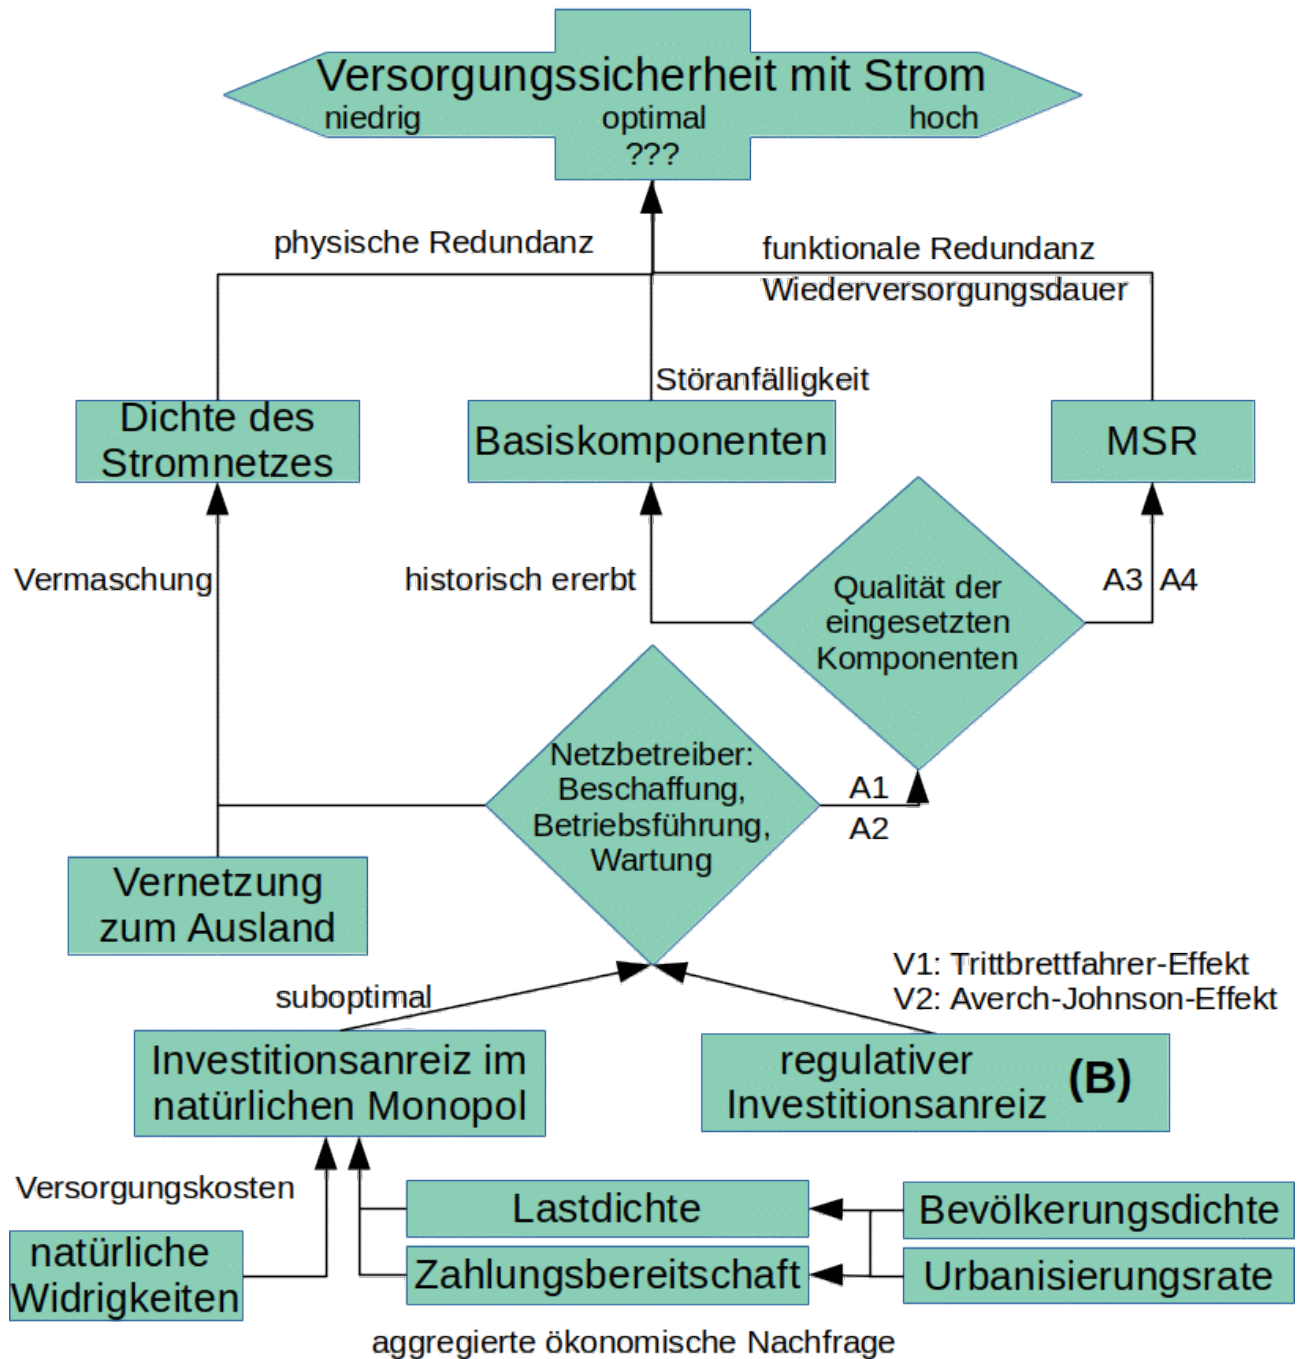 Versorgungssicherheit mit Strom
niedrig optimal hoch
???
physische Redundanz
funktionale Redundanz
Wiederversorgungsdauer
Störanfälligkeit
Dichte des
Stromnetzes
Basiskomponenten
MSR
Vermaschung
historisch ererbt
Qualität der
eingesetzten
Komponenten
A3 A4
Netzbetreiber:
Beschaffung,
Betriebsführung,
Wartung
A1
A2
Vernetzung
zum Ausland
suboptimal
V1: Trittbrettfahrer-Effekt
V2: Averch-Johnson-Effekt
Investitionsanreiz im
natürlichen Monopol
regulativer
Investitionsanreiz
(B)
Versorgungskosten
natürliche
Widrigkeiten
Lastdichte
Zahlungsbereitschaft
Bevölkerungsdichte
Urbanisierungsrate
aggregierte ökonomische Nachfrage